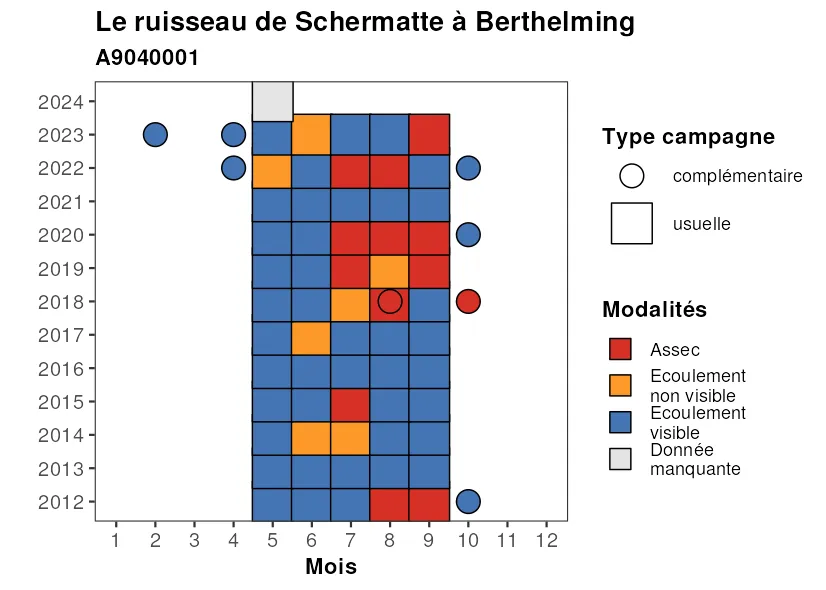 Le ruisseau de Schermatte à Berthelming
A9040001
2024
2023
2022
2021
2020
2019
2018
2017
2016
2015
2014
2013
2012
1 2 3 4 5 6 7 8 9 10 11 12
Mois
Type campagne
complémentaire
usuelle
Modalités
Assec
Ecoulement
non visible
Ecoulement
visible
Donnée
manquante